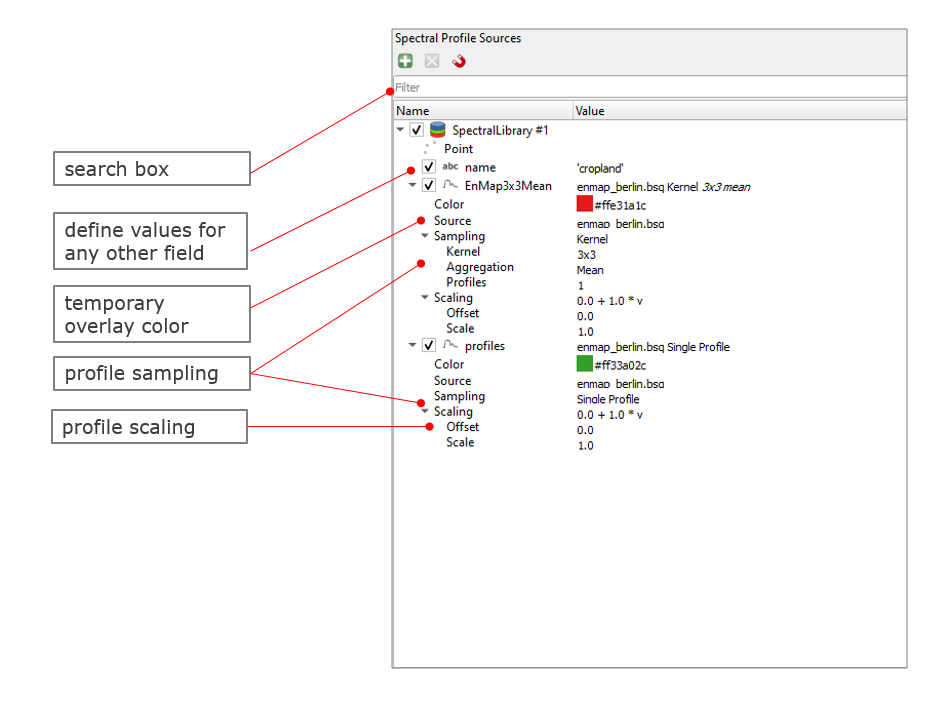 Spectral Profile Sources
Filter
Name Value
SpectralLibrary #1
Point
abc name 'cropland'
EnMap3x3Mean enmap_berlin.bsq Kernel 3x3 mean
Color #ffe31a1c
Source enmap_berlin.bsq
Sampling Kernel
Kernel 3x3
Aggregation Mean
Profiles 1
Scaling 0.0 + 1.0 * v
Offset 0.0
Scale 1.0
profiles enmap_berlin.bsq Single Profile
Color #ff33a02c
Source enmap_berlin.bsq
Sampling Single Profile
Scaling 0.0 + 1.0 * v
Offset 0.0
Scale 1.0
search box
define values for
any other field
temporary
overlay color
profile sampling
profile scaling